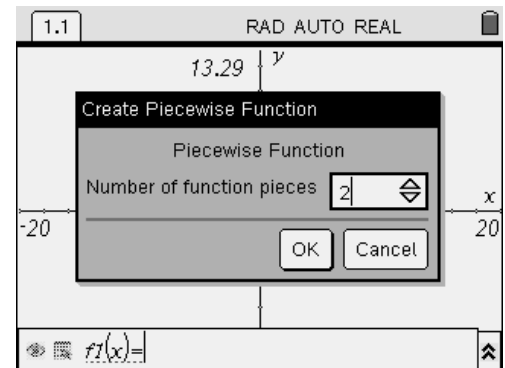 1.1 RAD AUTO REAL
13.29 y
Create Piecewise Function
Piecewise Function
Number of function pieces 2
x
-20 20
OK Cancel
f1(x)=